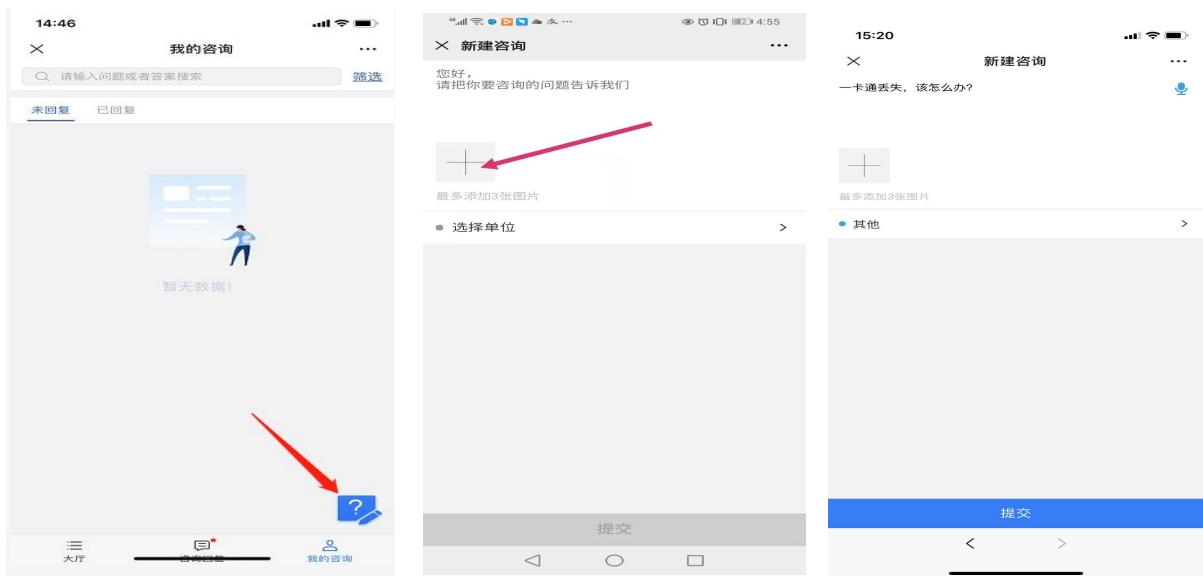 14:46
我的咨询
请输入问题或者答案搜索
筛选
未回复 已回复
暂无数据!
?
大厅 咨询回复 我的咨询
4:55
新建咨询
您好,
请把你要咨询的问题告诉我们
最多添加3张图片
选择单位
提交
15:20
新建咨询
一卡通丢失，该怎么办?
最多添加3张图片
其他
提交